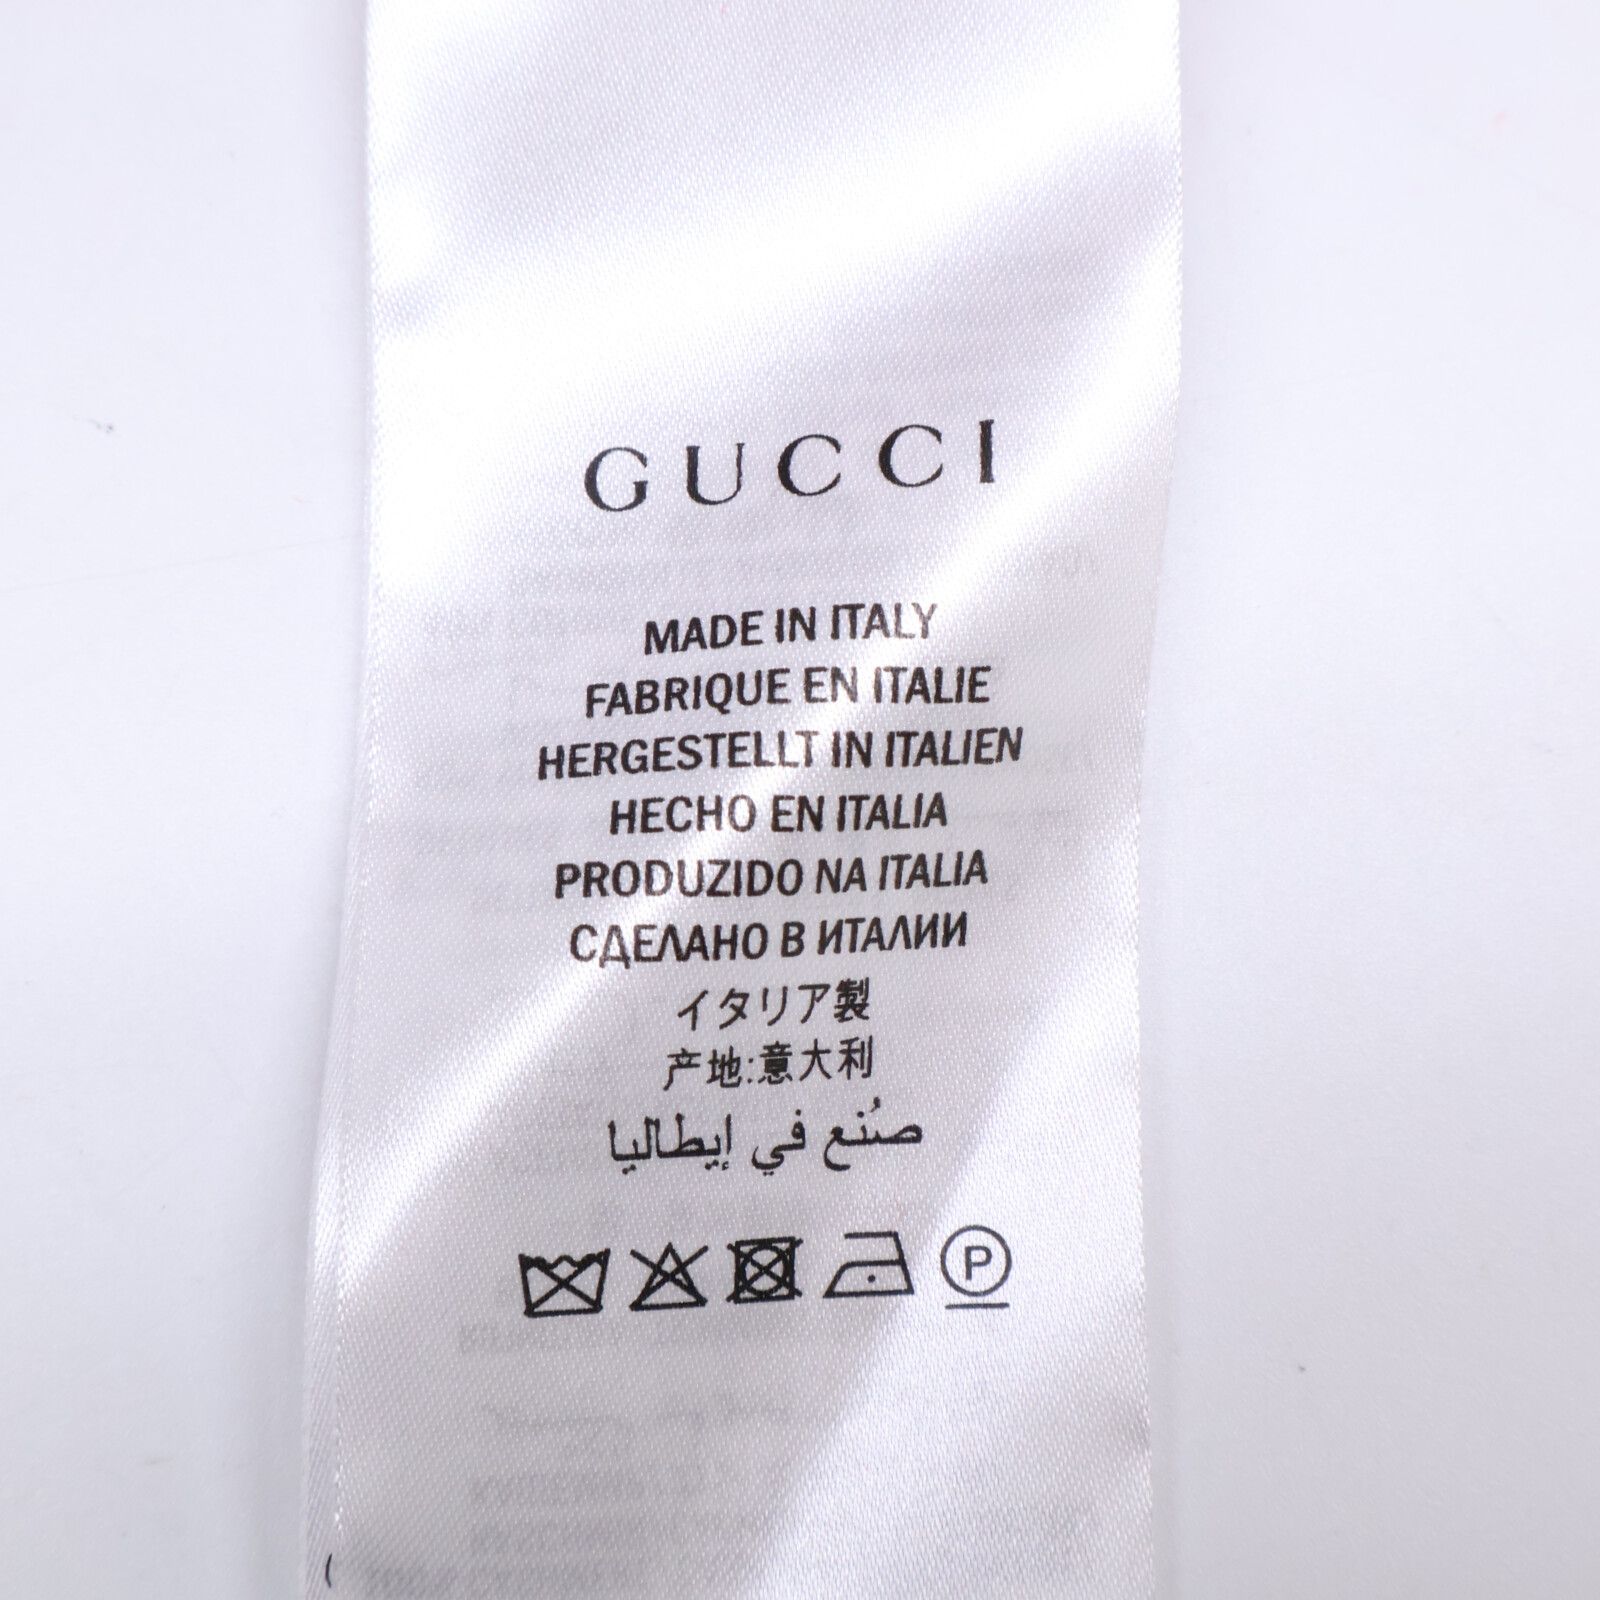 GUCCI
MADE IN ITALY
FABRIQUE EN ITALIE
HERGESTELLT IN ITALIEN
HECHO EN ITALIA
PRODUZIDO NA ITALIA
СДЕЛАНО В ИТАЛИИ
イタリア製
产地:意大利
صُنع في إيطاليا
P